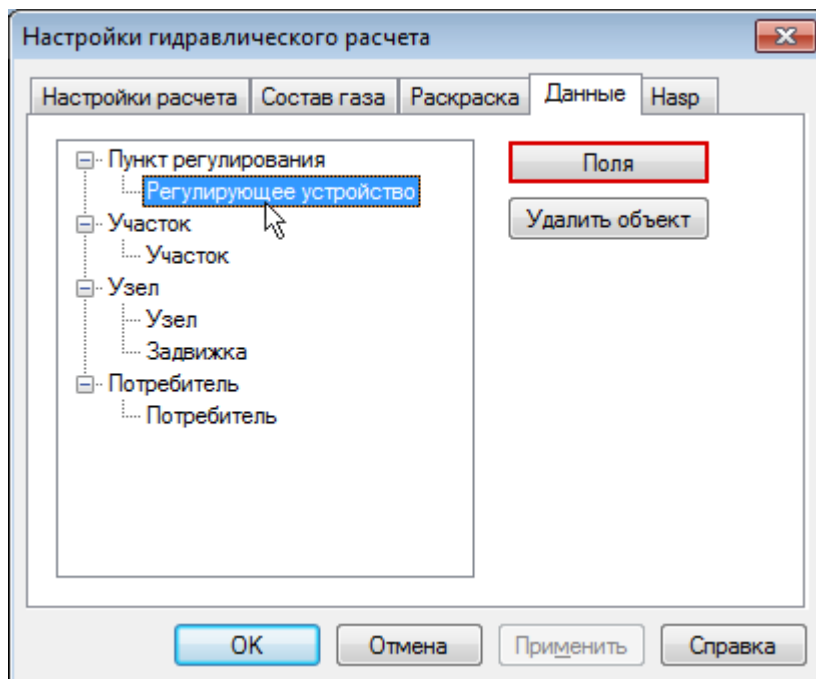 Настройки гидравлического расчета
Настройки расчета Состав газа Раскраска Данные Hasp
Пункт регулирования
Регулирующее устройство
Участок
Участок
Узел
Узел
Задвижка
Потребитель
Потребитель
Поля
Удалить объект
OK Отмена Применить Справка